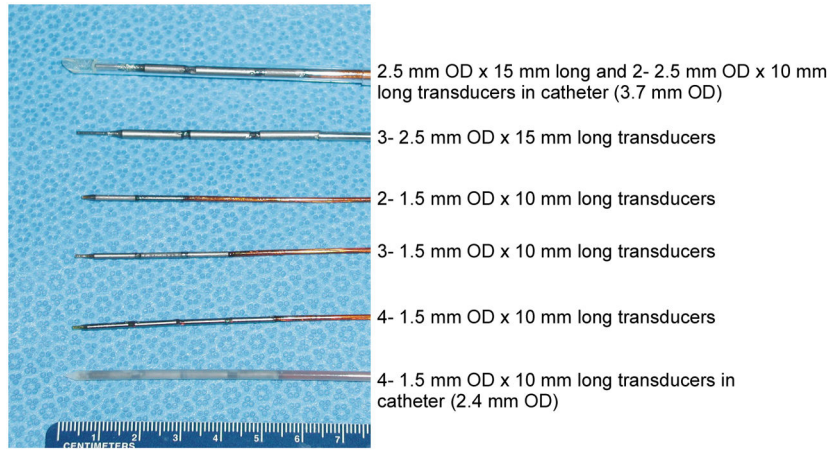 2.5 mm OD x 15 mm long and 2- 2.5 mm OD x 10 mm
long transducers in catheter (3.7 mm OD)
3- 2.5 mm OD x 15 mm long transducers
2- 1.5 mm OD x 10 mm long transducers
3- 1.5 mm OD x 10 mm long transducers
4- 1.5 mm OD x 10 mm long transducers
4- 1.5 mm OD x 10 mm long transducers in
catheter (2.4 mm OD)
1 2 3 4 5 6 7
CENTIMETERS